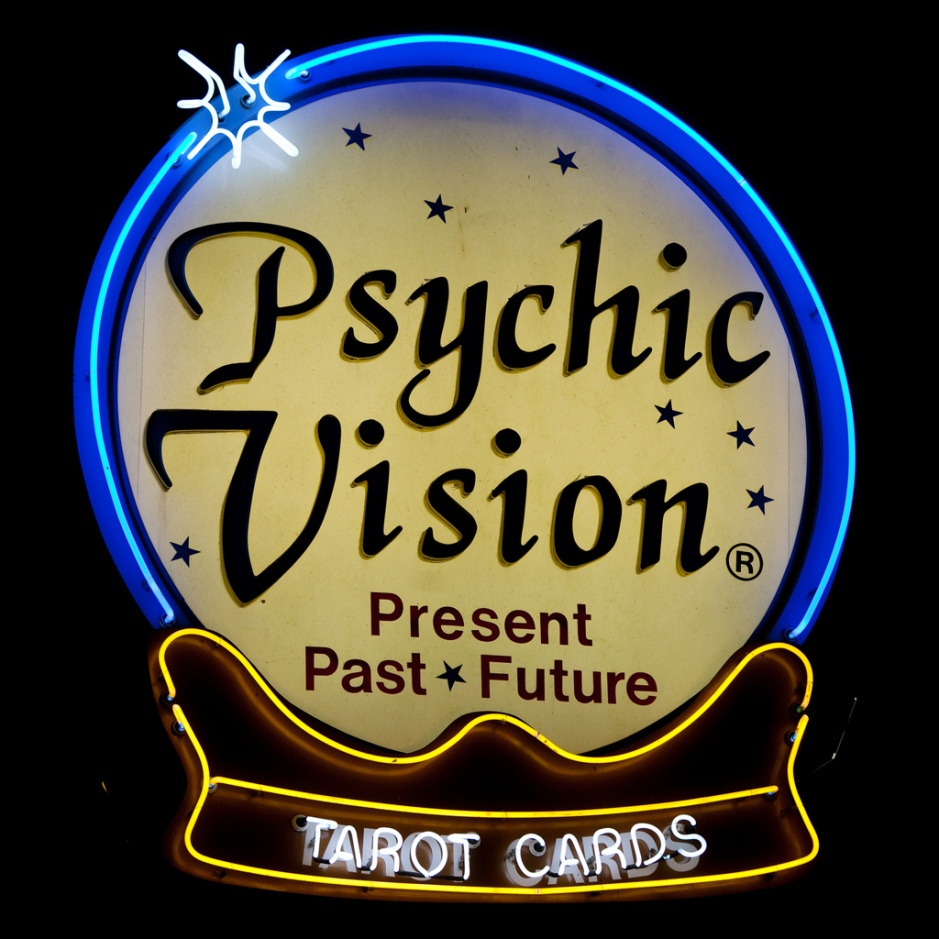 Psychic
Vision®
Present
Past ★ Future
TAROT CARDS